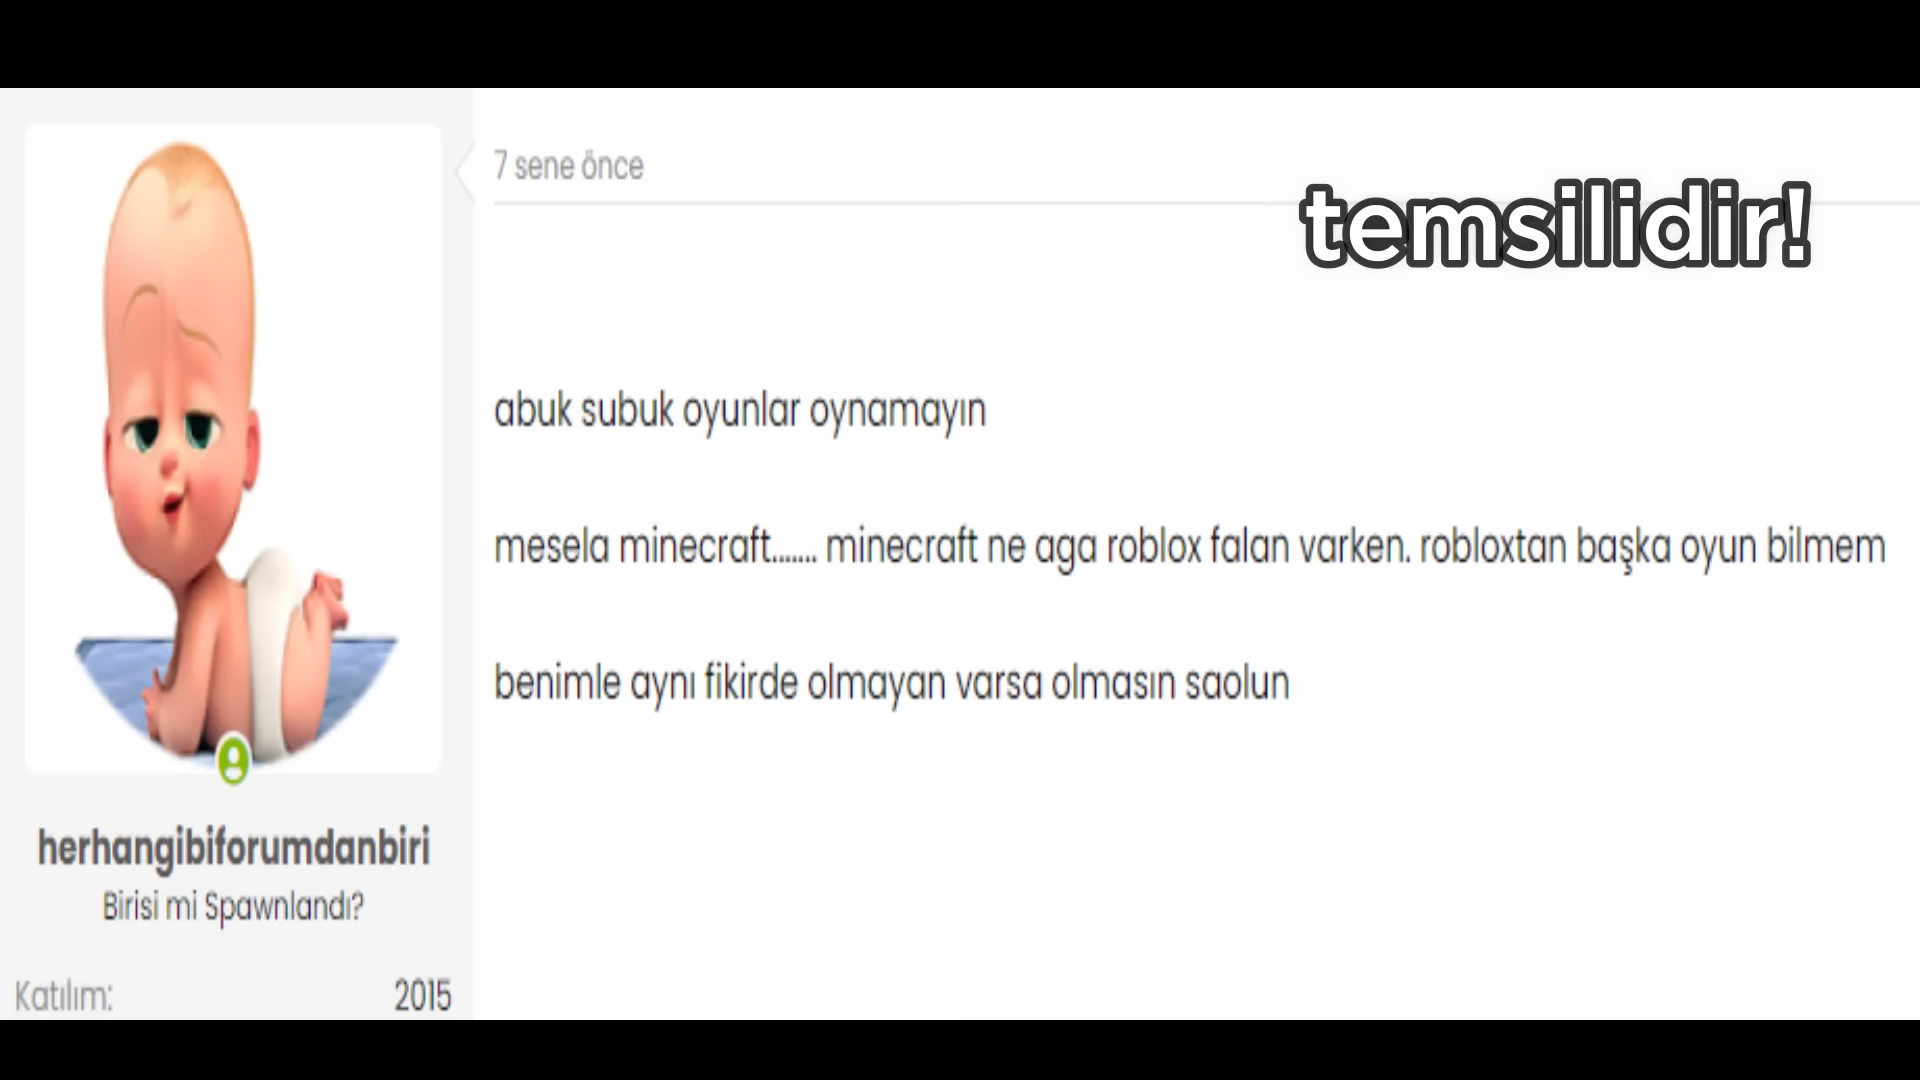 7 sene önce
temsilidir!
abuk subuk oyunlar oynamayın
mesela minecraft....... minecraft ne aga roblox falan varken. robloxtan başka oyun bilmem
benimle aynı fikirde olmayan varsa olmasın saolun
herhangibiforumdanbiri
Birisi mi Spawnlandı?
Katılım: 2015